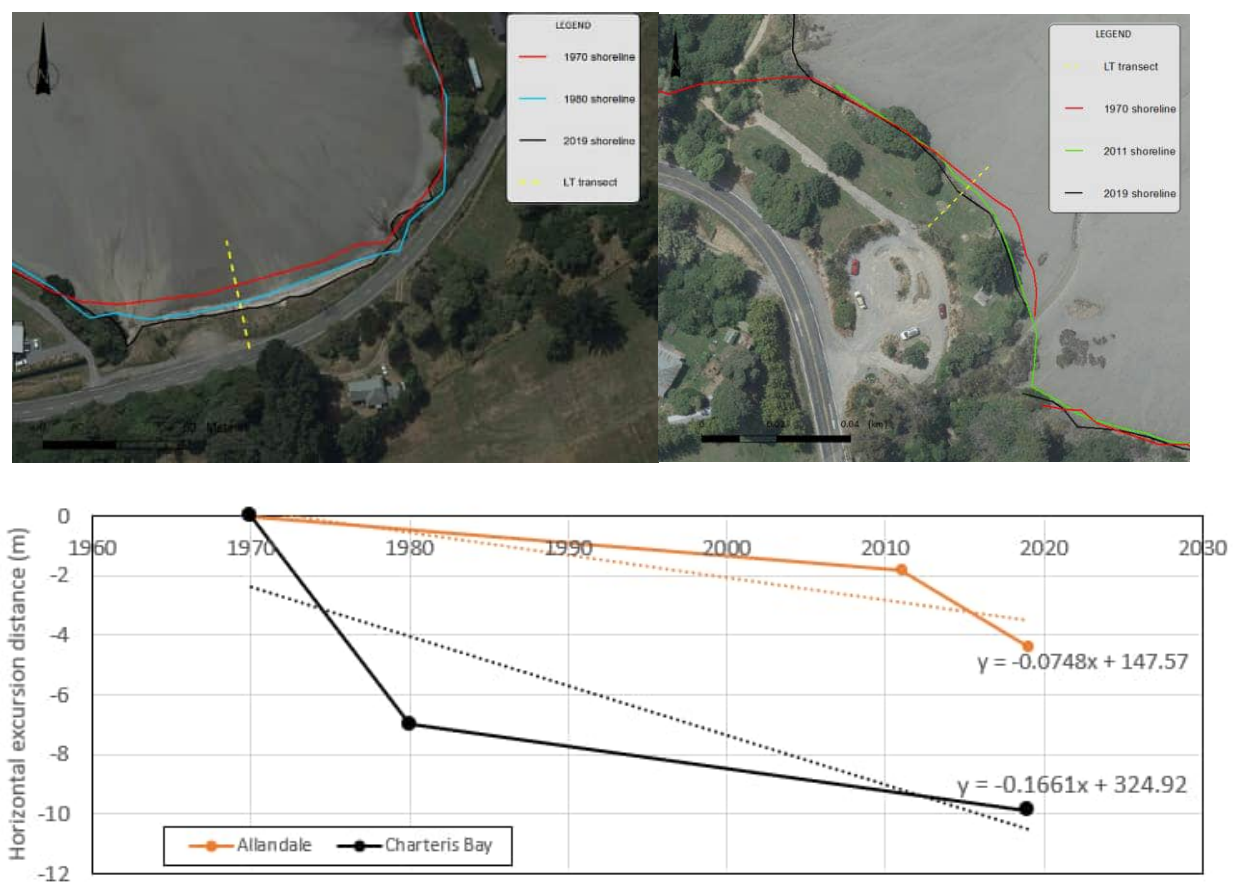 LEGEND
1970 shoreline
1980 shoreline
2019 shoreline
LT transect
LEGEND
LT transect
1970 shoreline
2011 shoreline
2019 shoreline
0
0.04 (km)
Horizontal excursion distance (m)
0
-2
-4
-6
-8
-10
-12
1960 1970 1980 1990 2000 2010 2020 2030
y = -0.0748x + 147.57
y = -0.1661x + 324.92
Allandale Charteris Bay